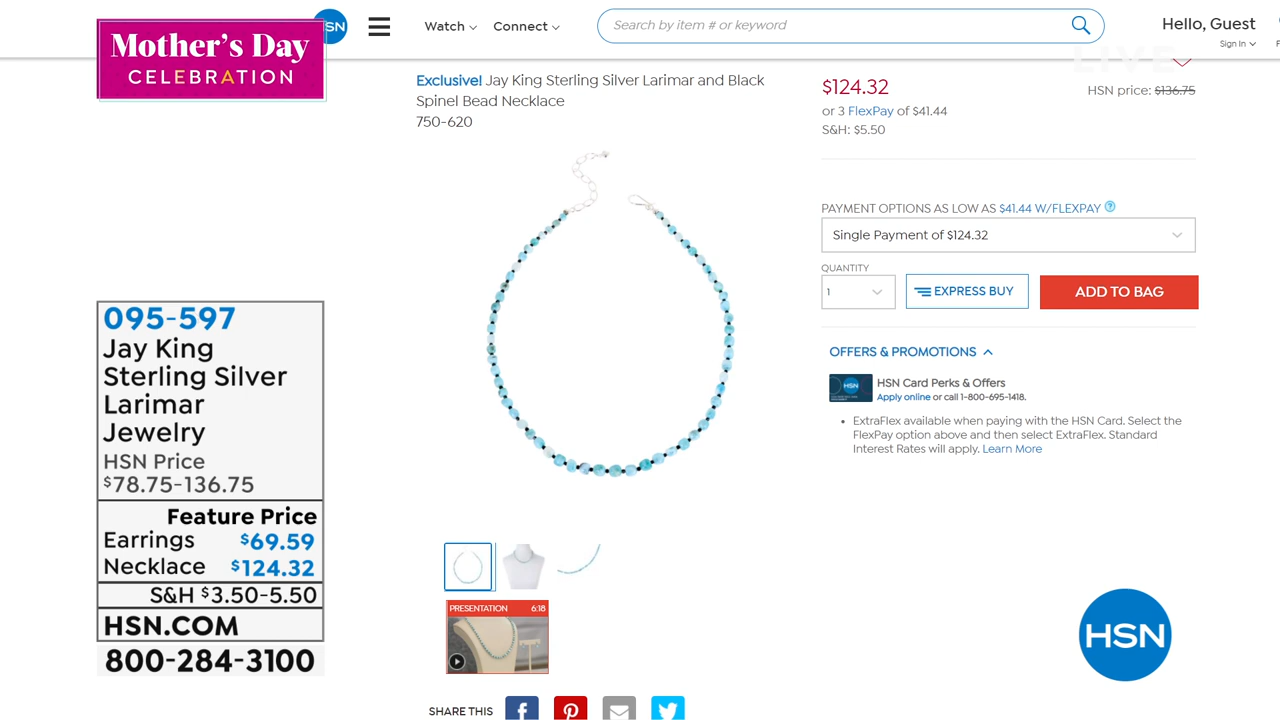 Mother's Day
CELEBRATION
SN
Watch
Connect
Search by item # or keyword
Hello, Guest
Sign In
LIVE
Exclusive! Jay King Sterling Silver Larimar and Black
Spinel Bead Necklace
750-620
$124.32
HSN price: $136.75
or 3 FlexPay of $41.44
S&H: $5.50
PAYMENT OPTIONS AS LOW AS $41.44 W/FLEXPAY ?
Single Payment of $124.32
QUANTITY
1
EXPRESS BUY
ADD TO BAG
OFFERS & PROMOTIONS
HSN
HSN Card Perks & Offers
Apply online or call 1-800-695-1418.
• ExtraFlex available when paying with the HSN Card. Select the
FlexPay option above and then select ExtraFlex. Standard
Interest Rates will apply. Learn More
095-597
Jay King
Sterling Silver
Larimar
Jewelry
HSN Price
$78.75-136.75
Feature Price
Earrings $69.59
Necklace $124.32
S&H $3.50-5.50
HSN.COM
800-284-3100
PRESENTATION 6:18
HSN
SHARE THIS